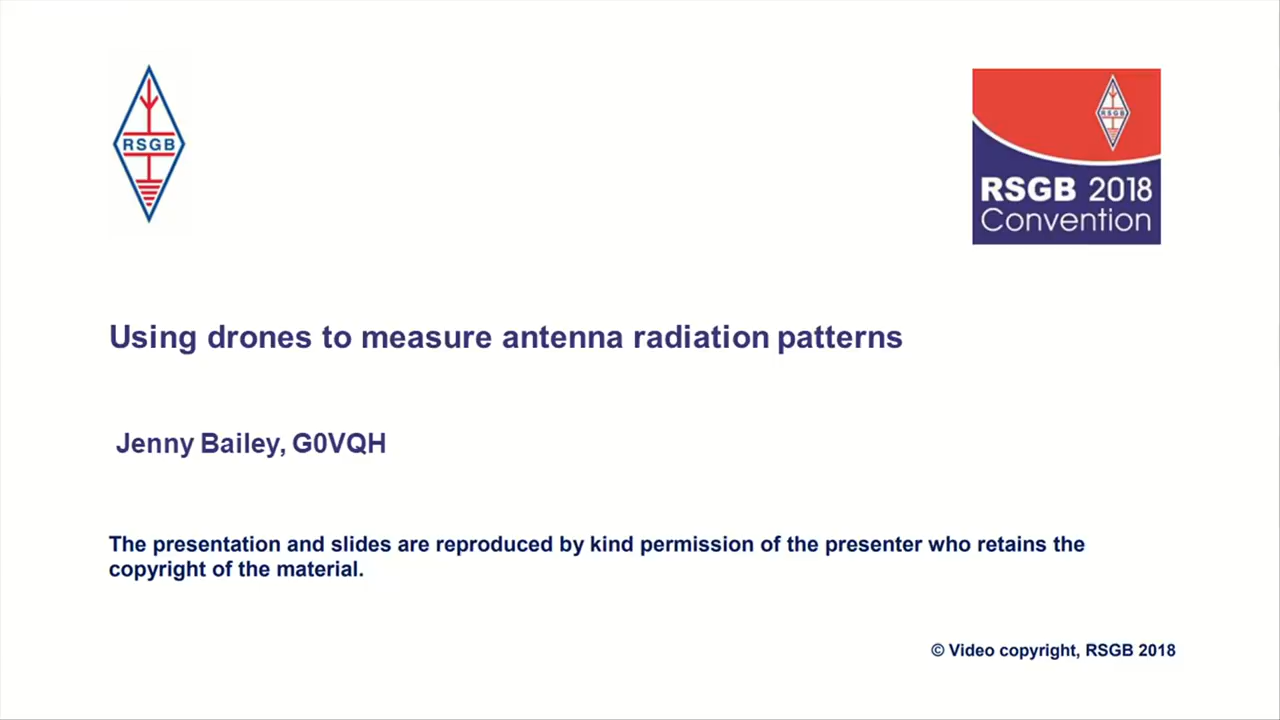 RSGB
RSGB 2018
Convention
Using drones to measure antenna radiation patterns
Jenny Bailey, G0VQH
The presentation and slides are reproduced by kind permission of the presenter who retains the
copyright of the material.
© Video copyright, RSGB 2018